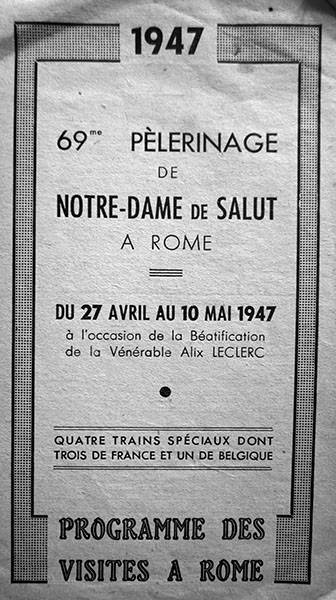 1947
69me PÈLERINAGE
DE
NOTRE-DAME DE SALUT
A ROME
DU 27 AVRIL AU 10 MAI 1947
à l'occasion de la Béatification
de la Vénérable Alix LECLERC
QUATRE TRAINS SPÉCIAUX DONT
TROIS DE FRANCE ET UN DE BELGIQUE
PROGRAMME DES
VISITES A ROME